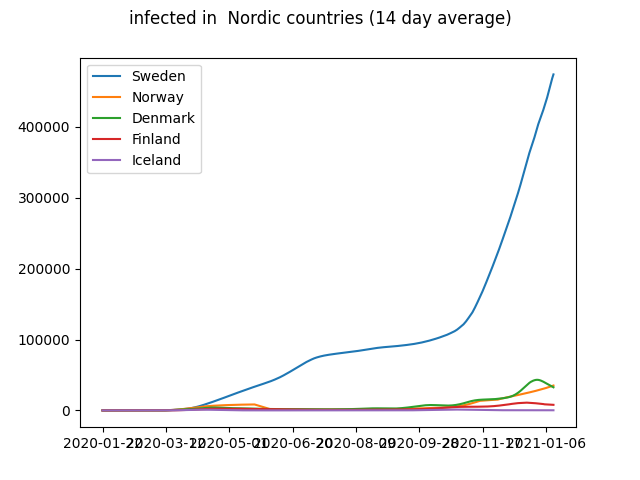 infected in  Nordic countries (14 day average)
Sweden
Norway
Denmark
Finland
Iceland
400000
300000
200000
100000
0
2020-01-22 2020-03-12 2020-05-01 2020-06-20 2020-08-09 2020-09-28 2020-11-17 2021-01-06